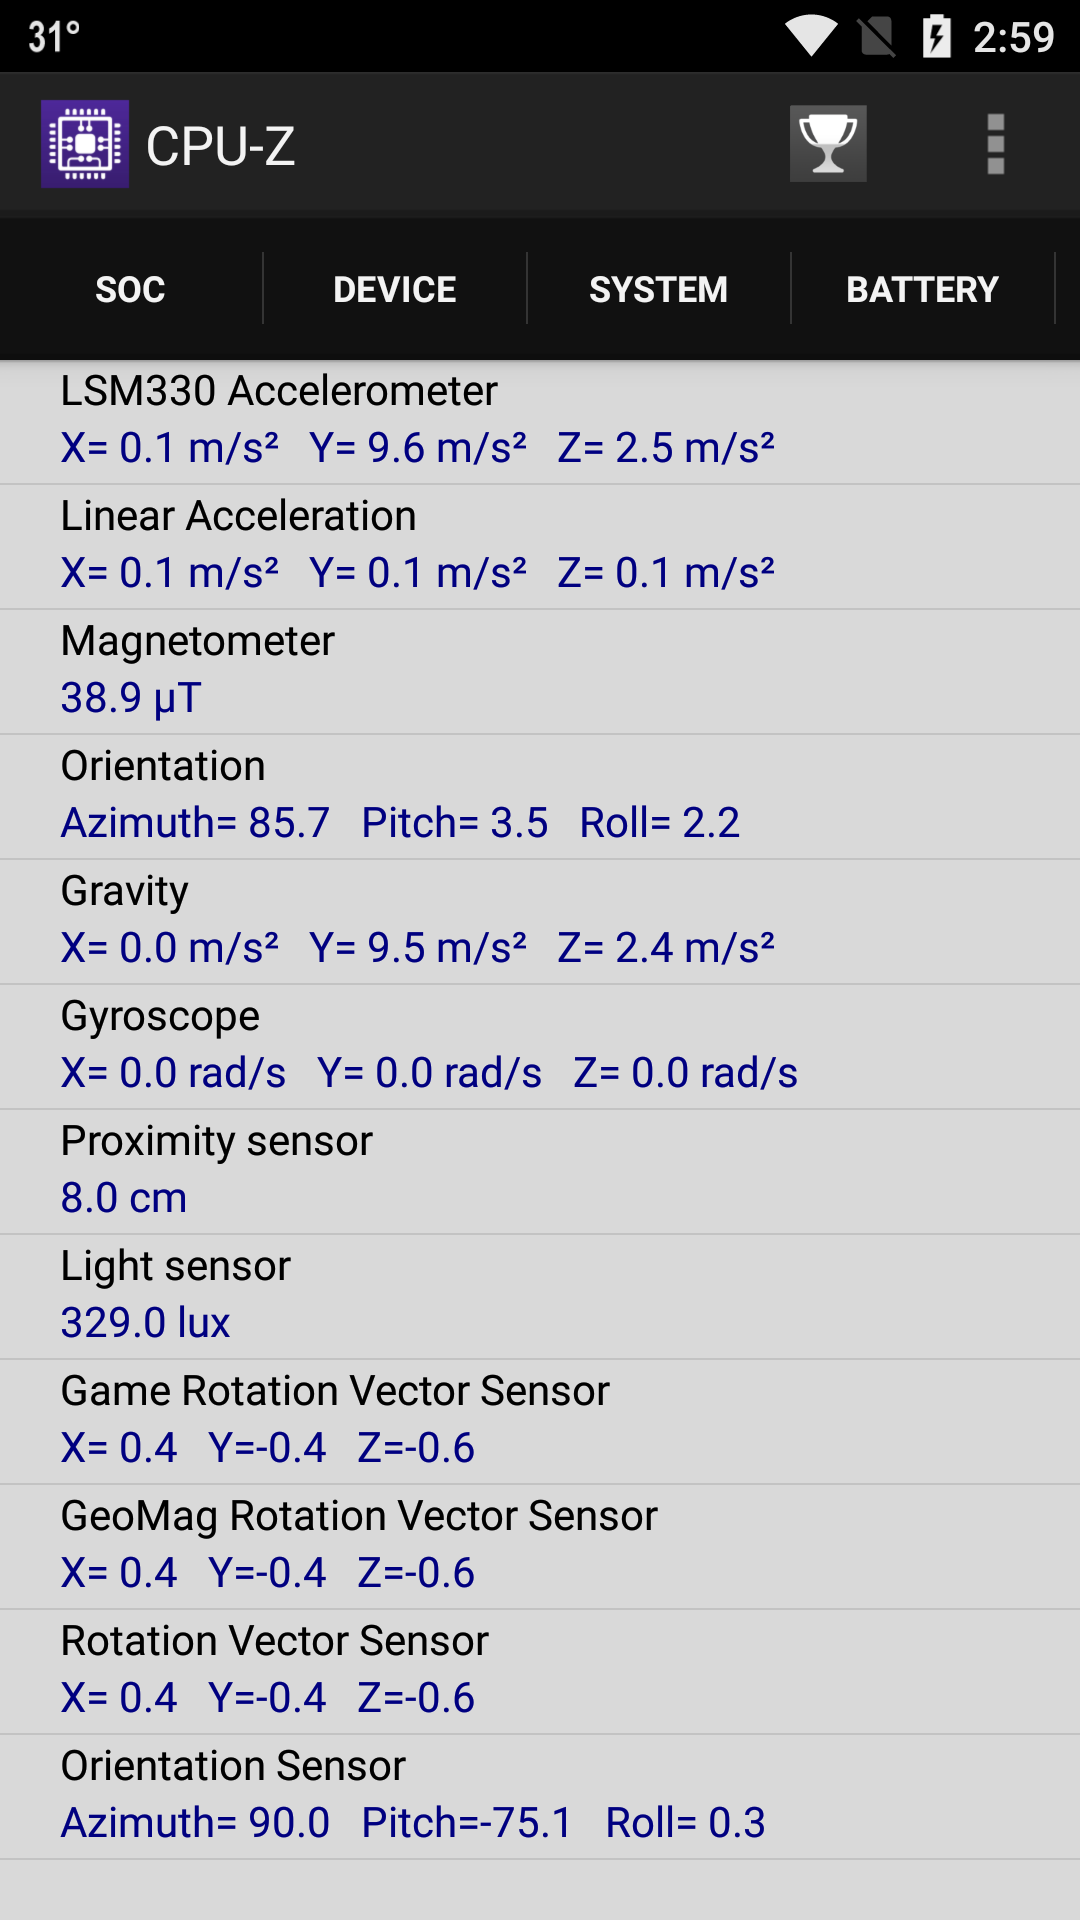 31°
2:59
CPU-Z
SOC
DEVICE
SYSTEM
BATTERY
LSM330 Accelerometer
X= 0.1 m/s²   Y= 9.6 m/s²   Z= 2.5 m/s²
Linear Acceleration
X= 0.1 m/s²   Y= 0.1 m/s²   Z= 0.1 m/s²
Magnetometer
38.9 μT
Orientation
Azimuth= 85.7   Pitch= 3.5   Roll= 2.2
Gravity
X= 0.0 m/s²   Y= 9.5 m/s²   Z= 2.4 m/s²
Gyroscope
X= 0.0 rad/s   Y= 0.0 rad/s   Z= 0.0 rad/s
Proximity sensor
8.0 cm
Light sensor
329.0 lux
Game Rotation Vector Sensor
X= 0.4   Y=-0.4   Z=-0.6
GeoMag Rotation Vector Sensor
X= 0.4   Y=-0.4   Z=-0.6
Rotation Vector Sensor
X= 0.4   Y=-0.4   Z=-0.6
Orientation Sensor
Azimuth= 90.0   Pitch=-75.1   Roll= 0.3